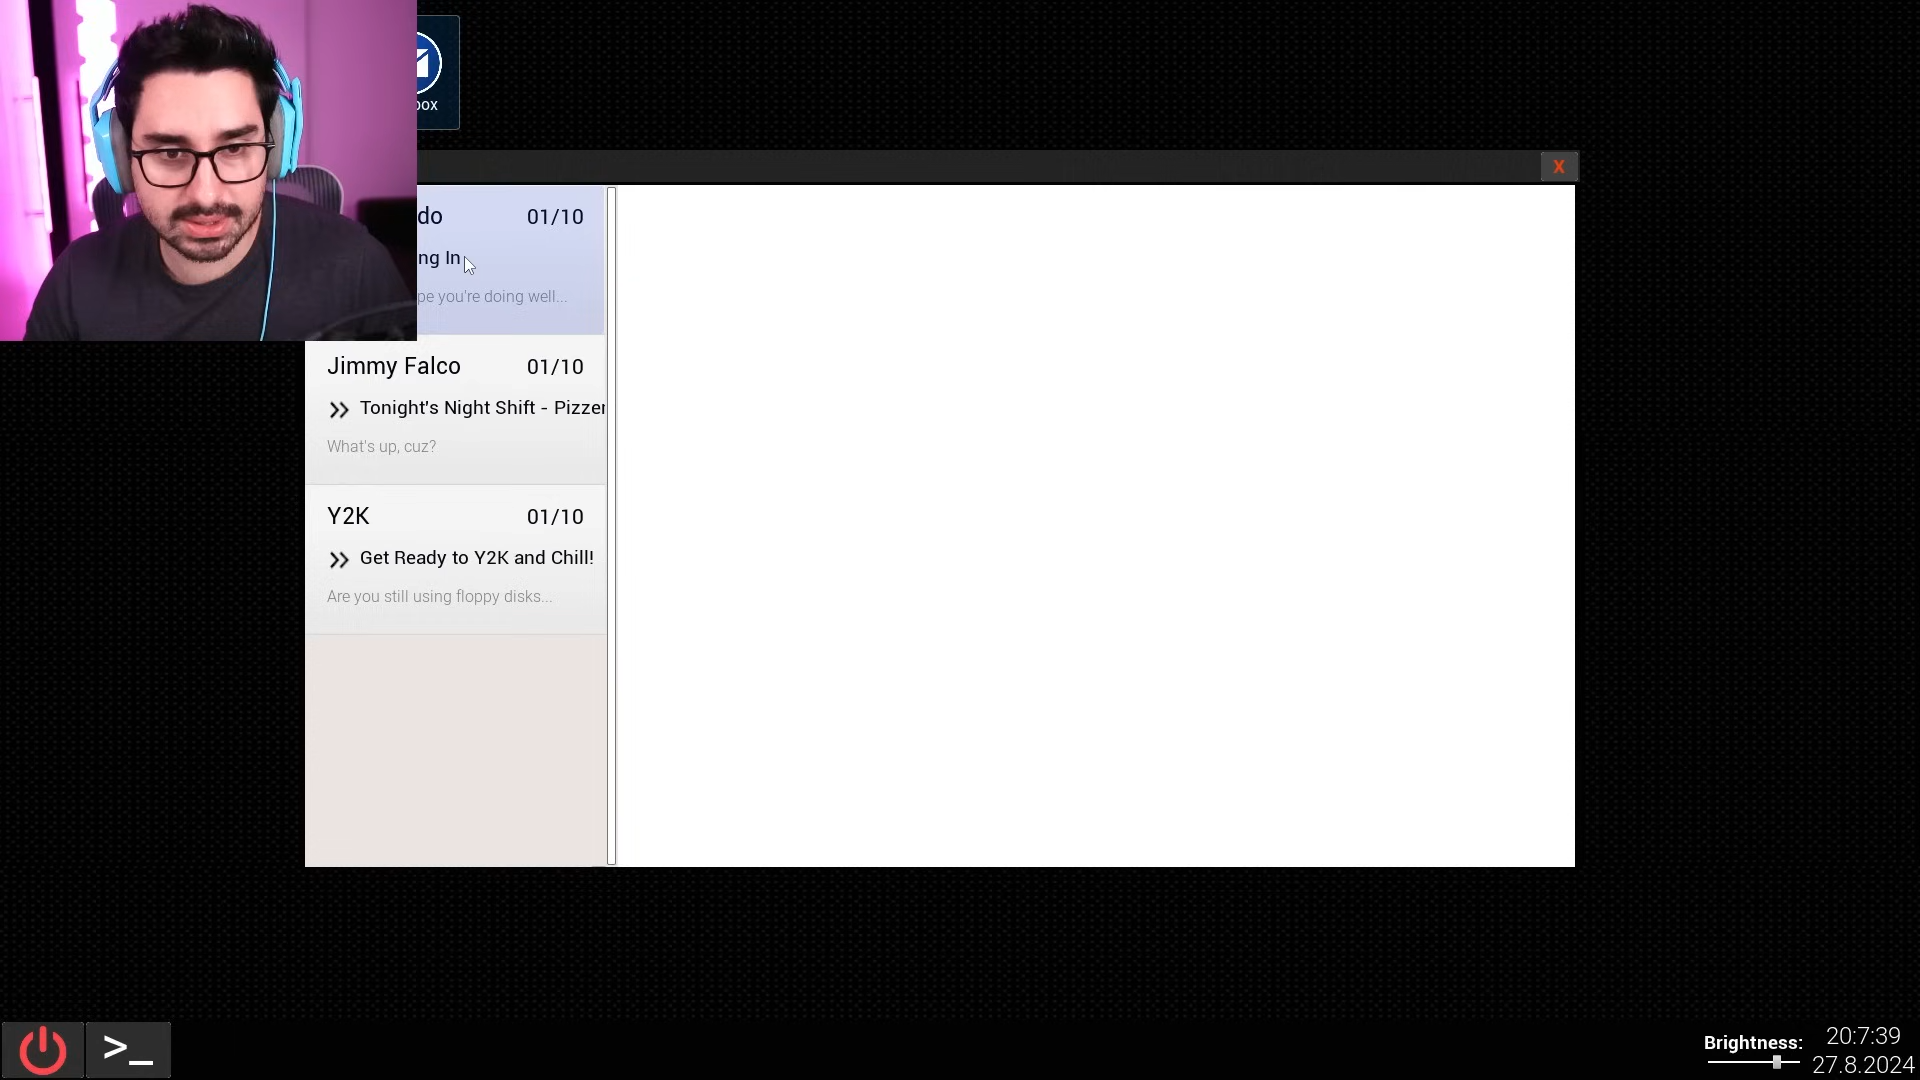 box
X
do 01/10
ng In
pe you're doing well...
Jimmy Falco 01/10
>> Tonight's Night Shift - Pizzer
What's up, cuz?
Y2K 01/10
>> Get Ready to Y2K and Chill!
Are you still using floppy disks...
>_
Brightness:
20:7:39
27.8.2024